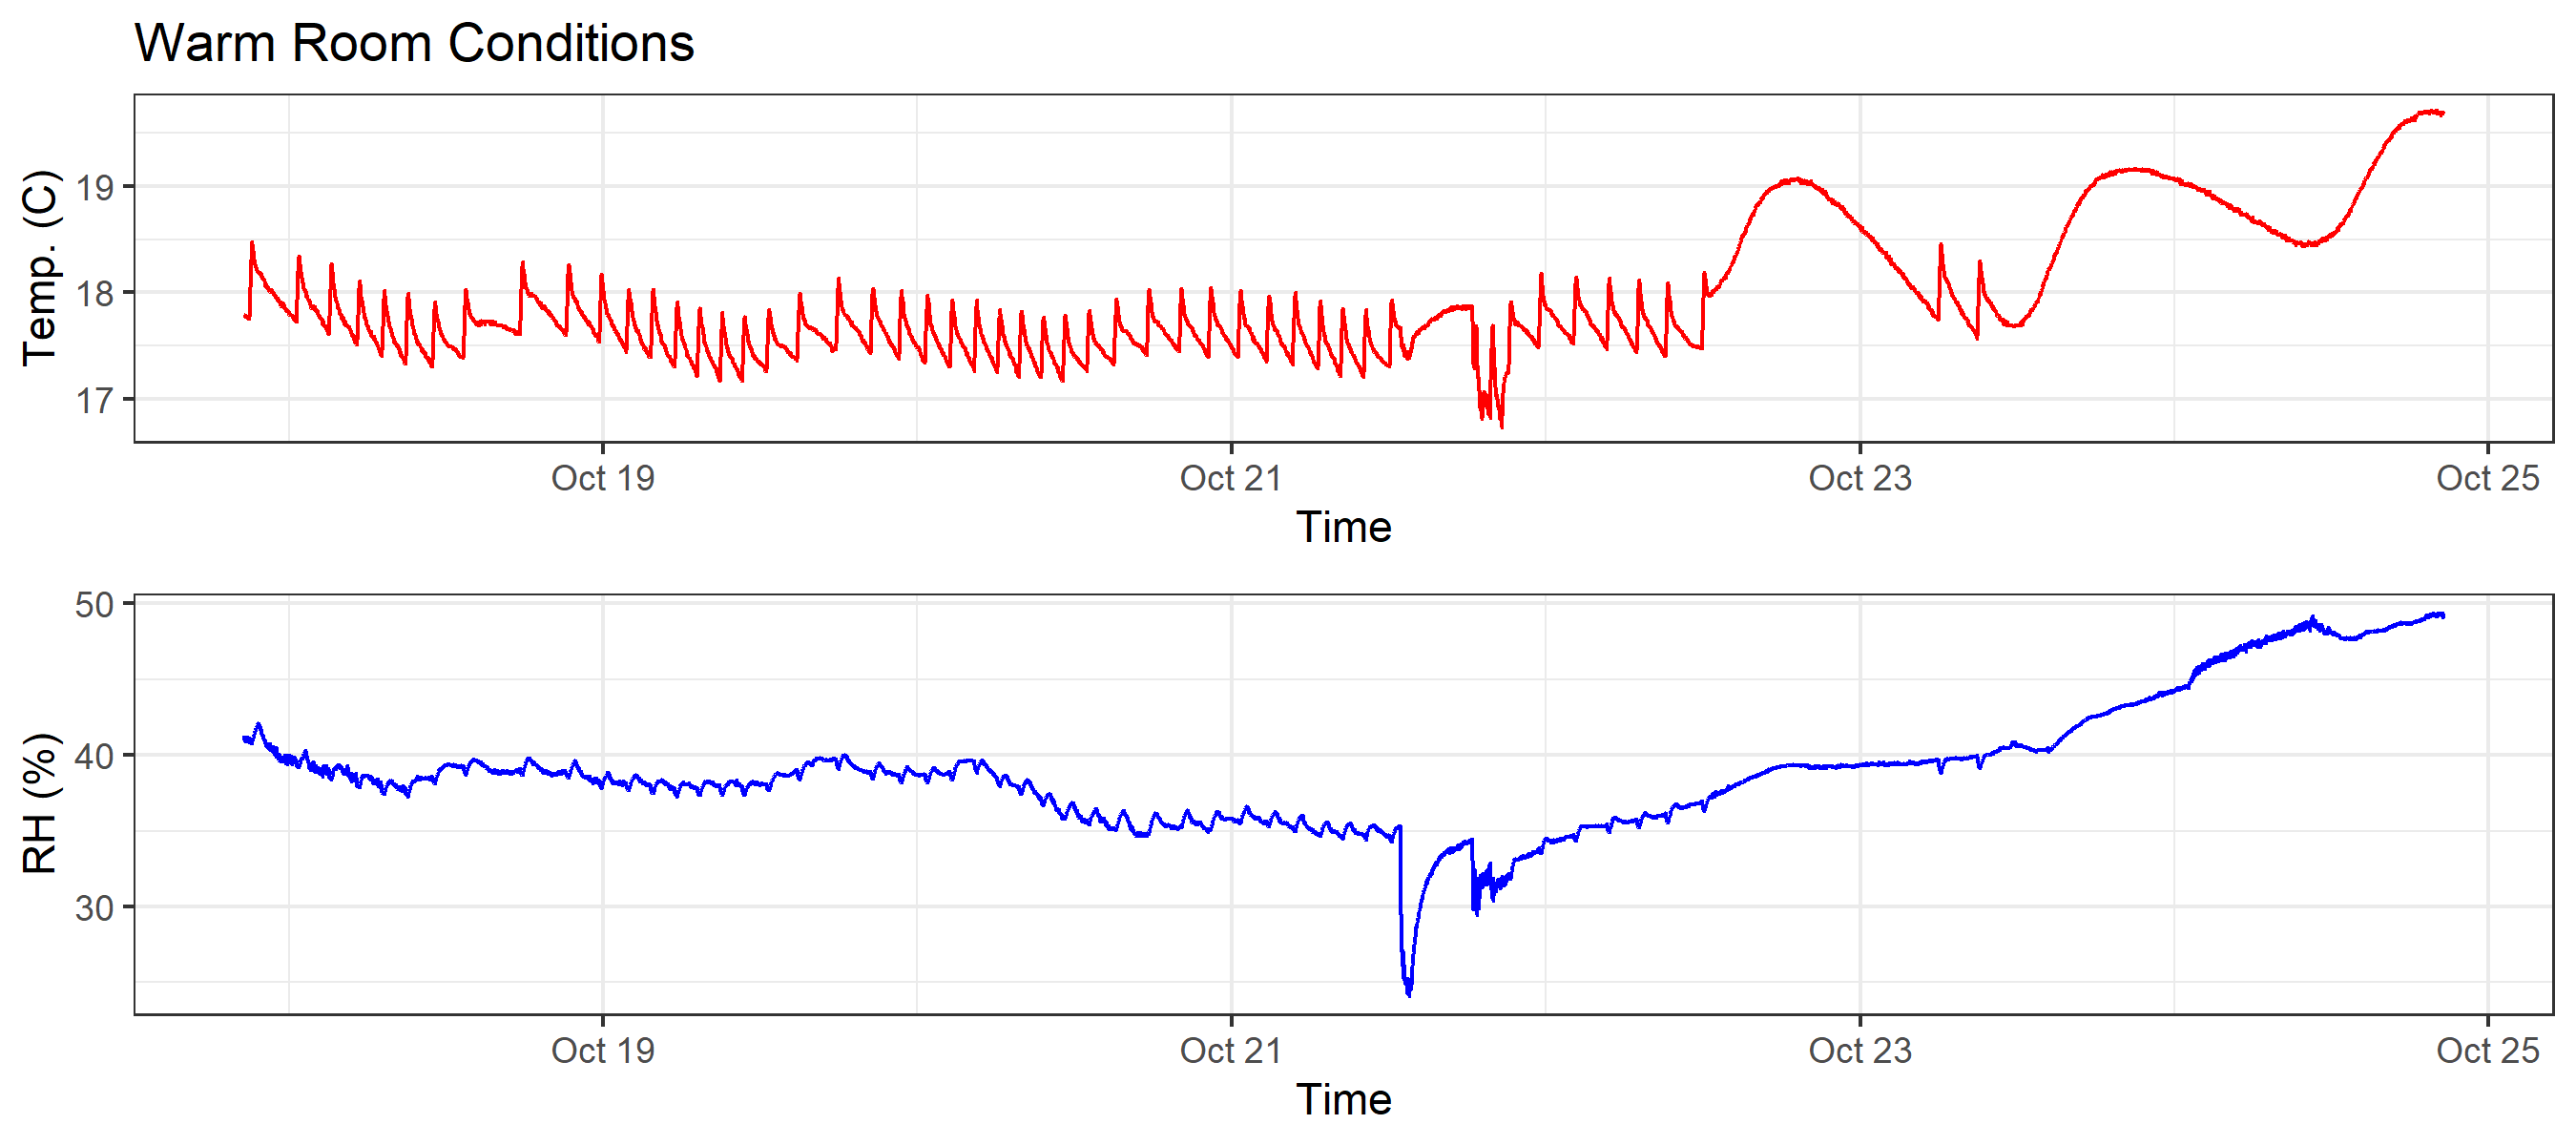 Warm Room Conditions
Temp. (C)
19
18
17
Oct 19 Oct 21 Oct 23 Oct 25
Time
RH (%)
50
40
30
Oct 19 Oct 21 Oct 23 Oct 25
Time